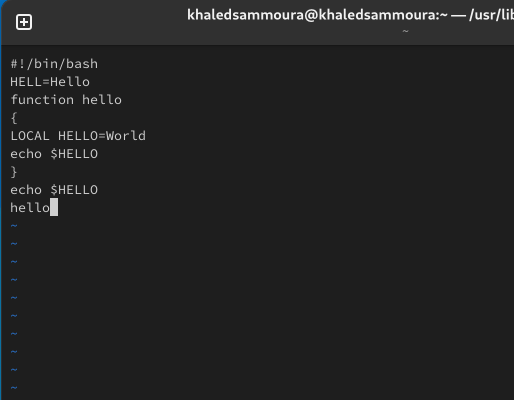 khaledsammoura@khaledsammoura:~ — /usr/lib
~
#!/bin/bash
HELL=Hello
function hello
{
LOCAL HELLO=World
echo $HELLO
}
echo $HELLO
hello
~
~
~
~
~
~
~
~
~
~